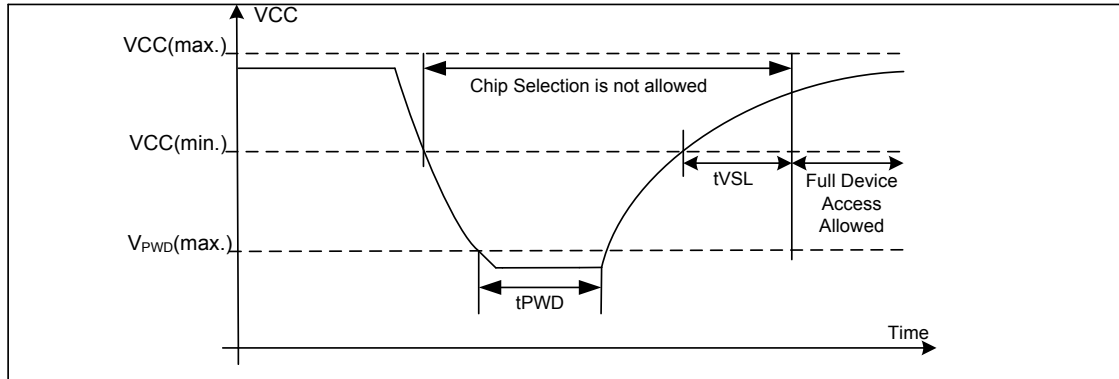 VCC
VCC(max.)
Chip Selection is not allowed
VCC(min.)
tVSL
Full Device
Access
Allowed
VPWD(max.)
tPWD
Time